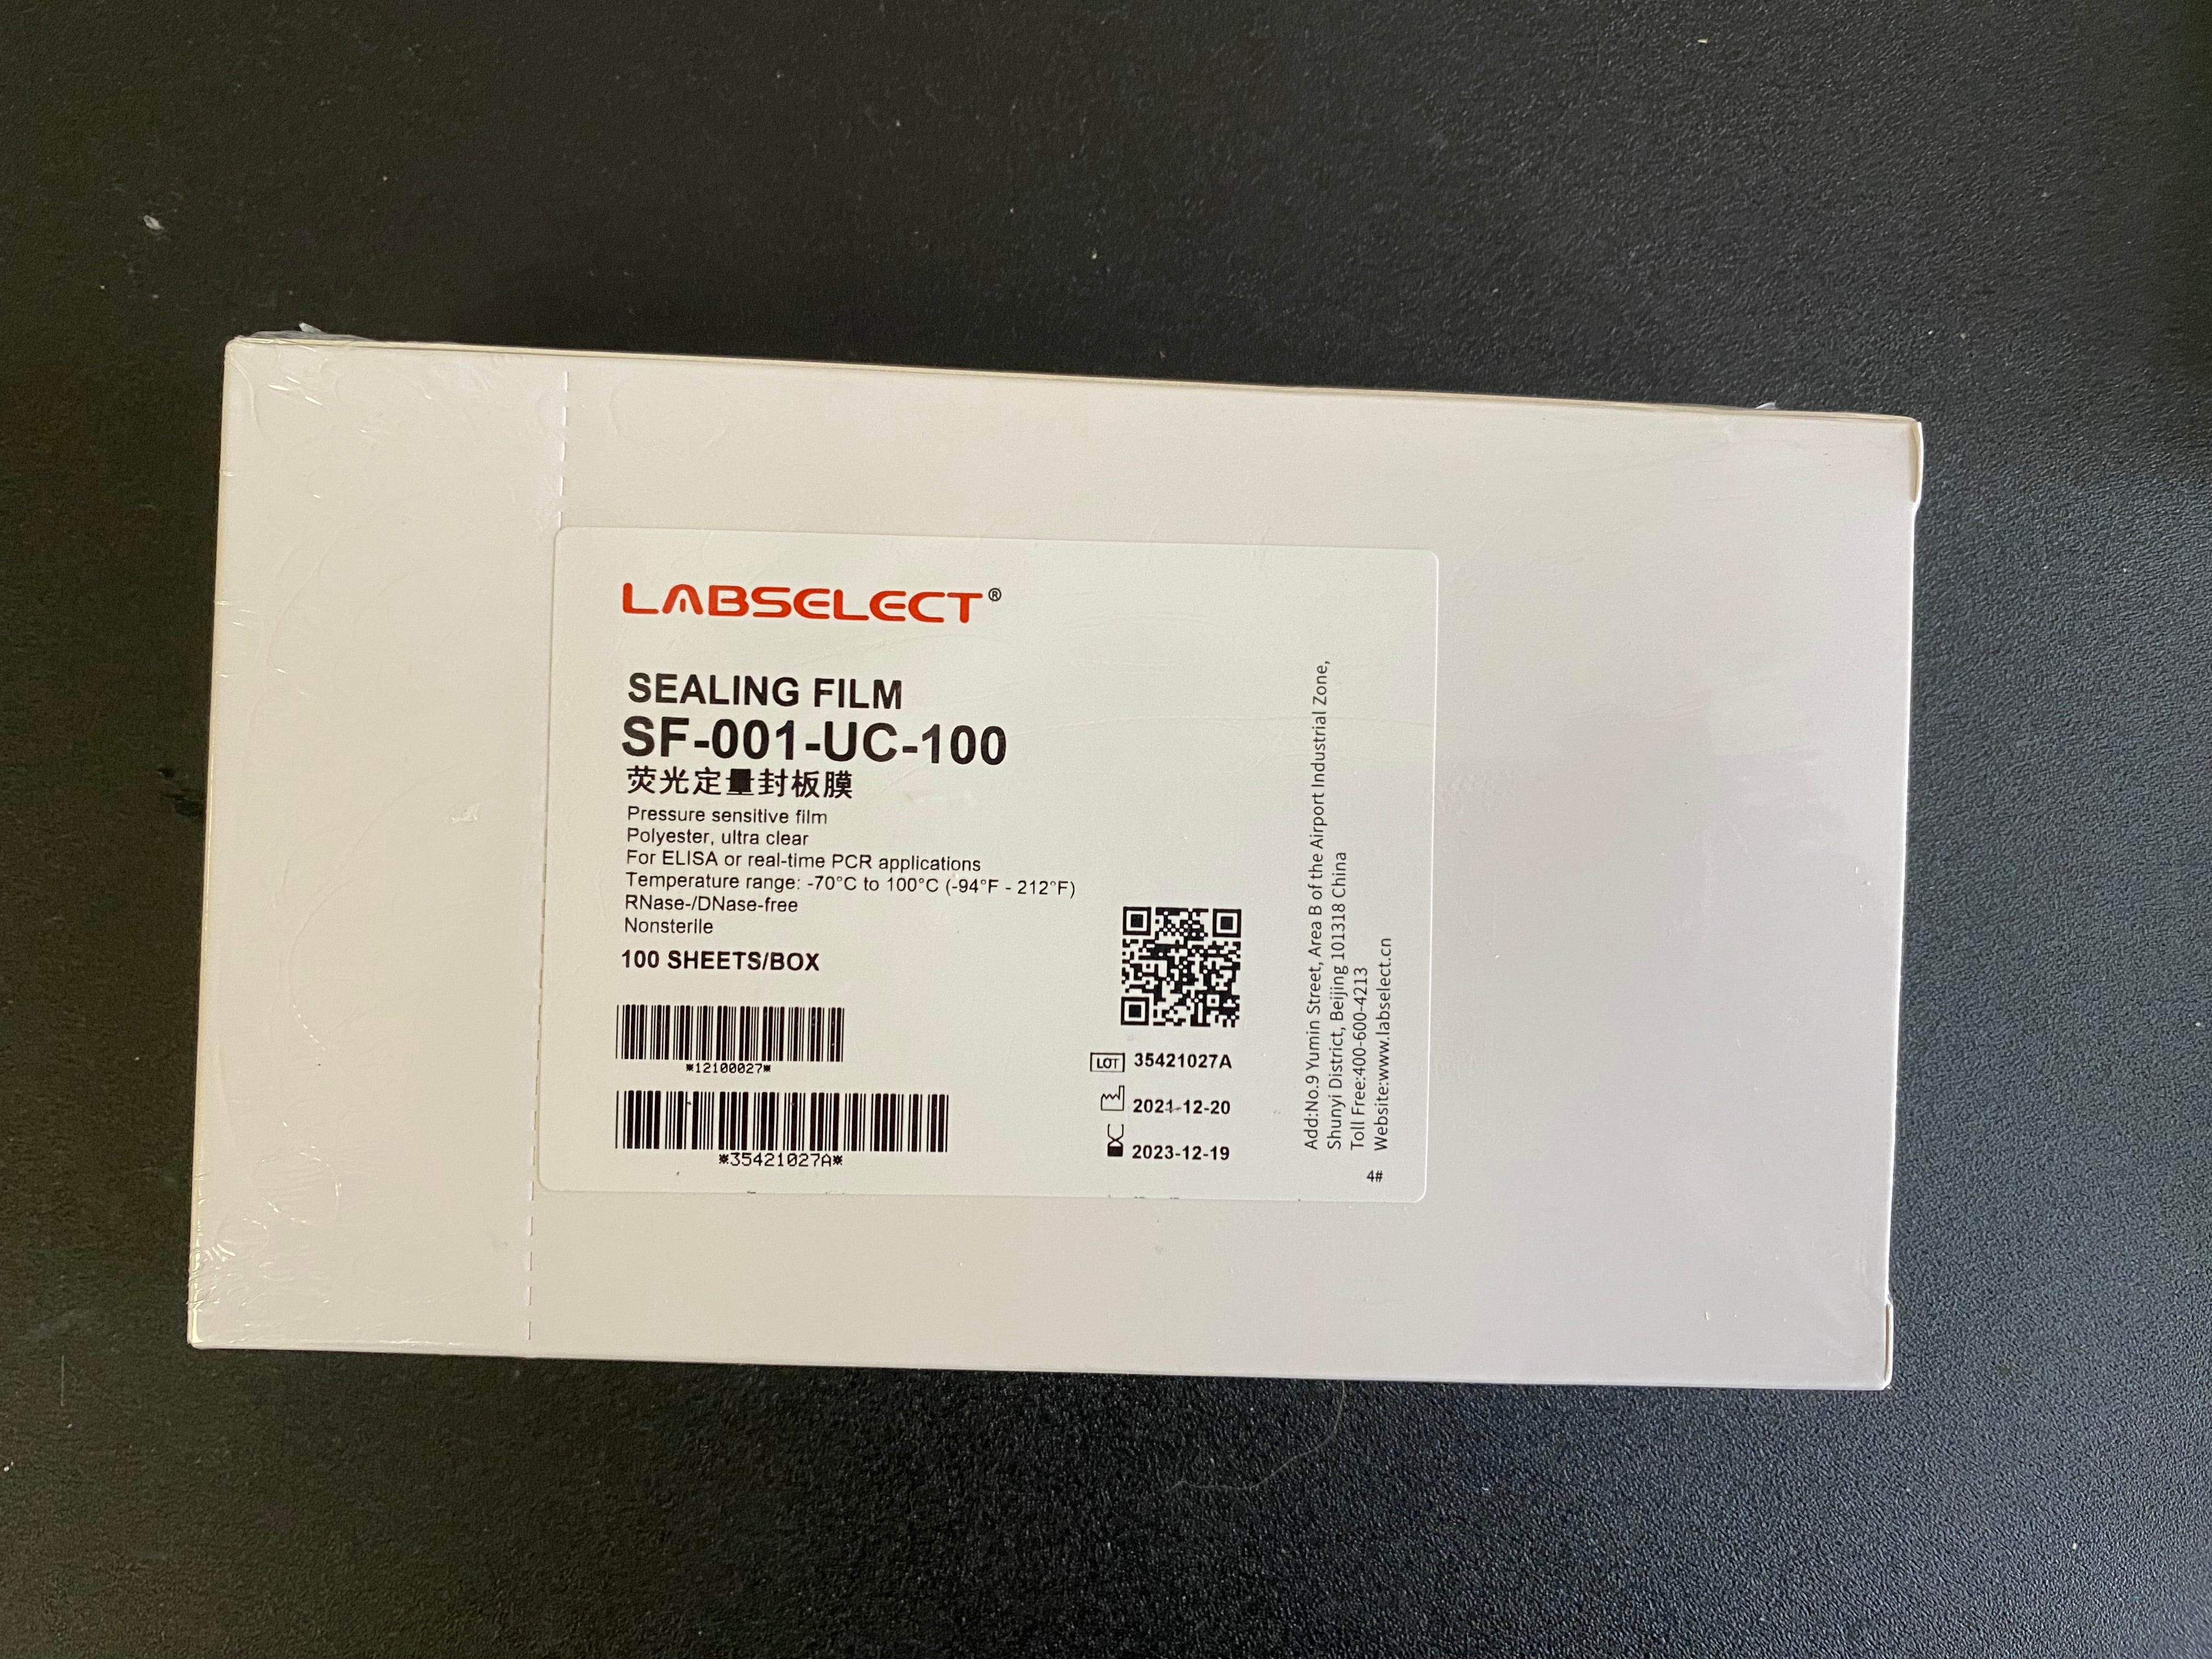 LABSELECT®
SEALING FILM
SF-001-UC-100
荧光定量封板膜
Pressure sensitive film
Polyester, ultra clear
For ELISA or real-time PCR applications
Temperature range: -70°C to 100°C (-94°F - 212°F)
RNase-/DNase-free
Nonsterile
100 SHEETS/BOX
*12100027*
*35421027A*
LOT 35421027A
2021-12-20
2023-12-19
Add:No.9 Yumin Street, Area B of the Airport Industrial Zone,
Shunyi District, Beijing 101318 China
Toll Free:400-600-4213
Website:www.labselect.cn
4#